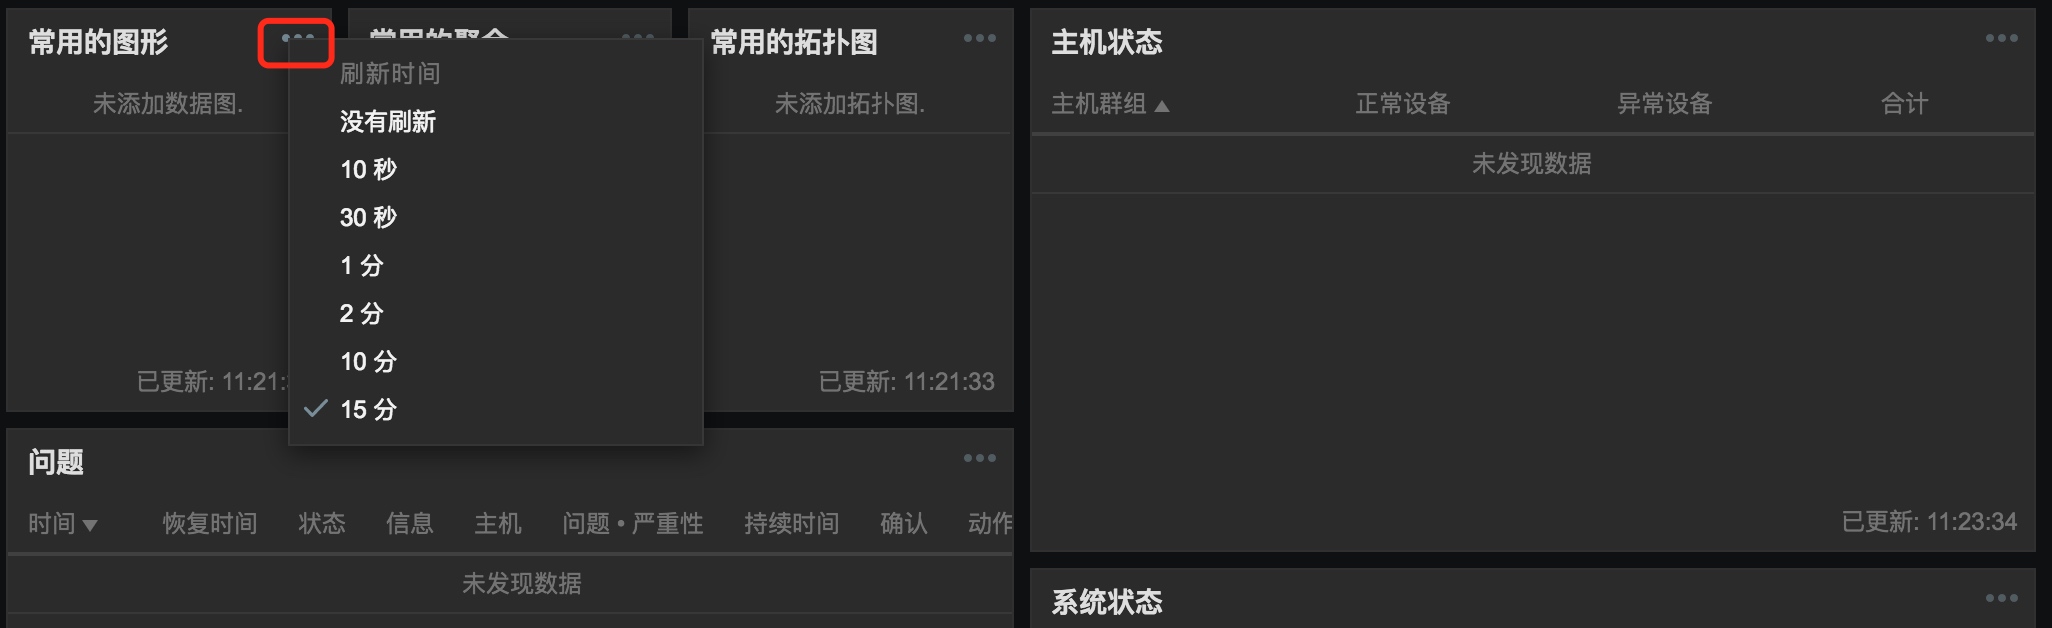 常用的图形
未添加数据图.
已更新: 11:21:
刷新时间
没有刷新
10 秒
30 秒
1 分
2 分
10 分
15 分
常用的聚合
常用的拓扑图
未添加拓扑图.
已更新: 11:21:33
主机状态
主机群组 ▲ 正常设备 异常设备 合计
未发现数据
已更新: 11:23:34
问题
时间 ▼ 恢复时间 状态 信息 主机 问题 • 严重性 持续时间 确认 动作
未发现数据
系统状态